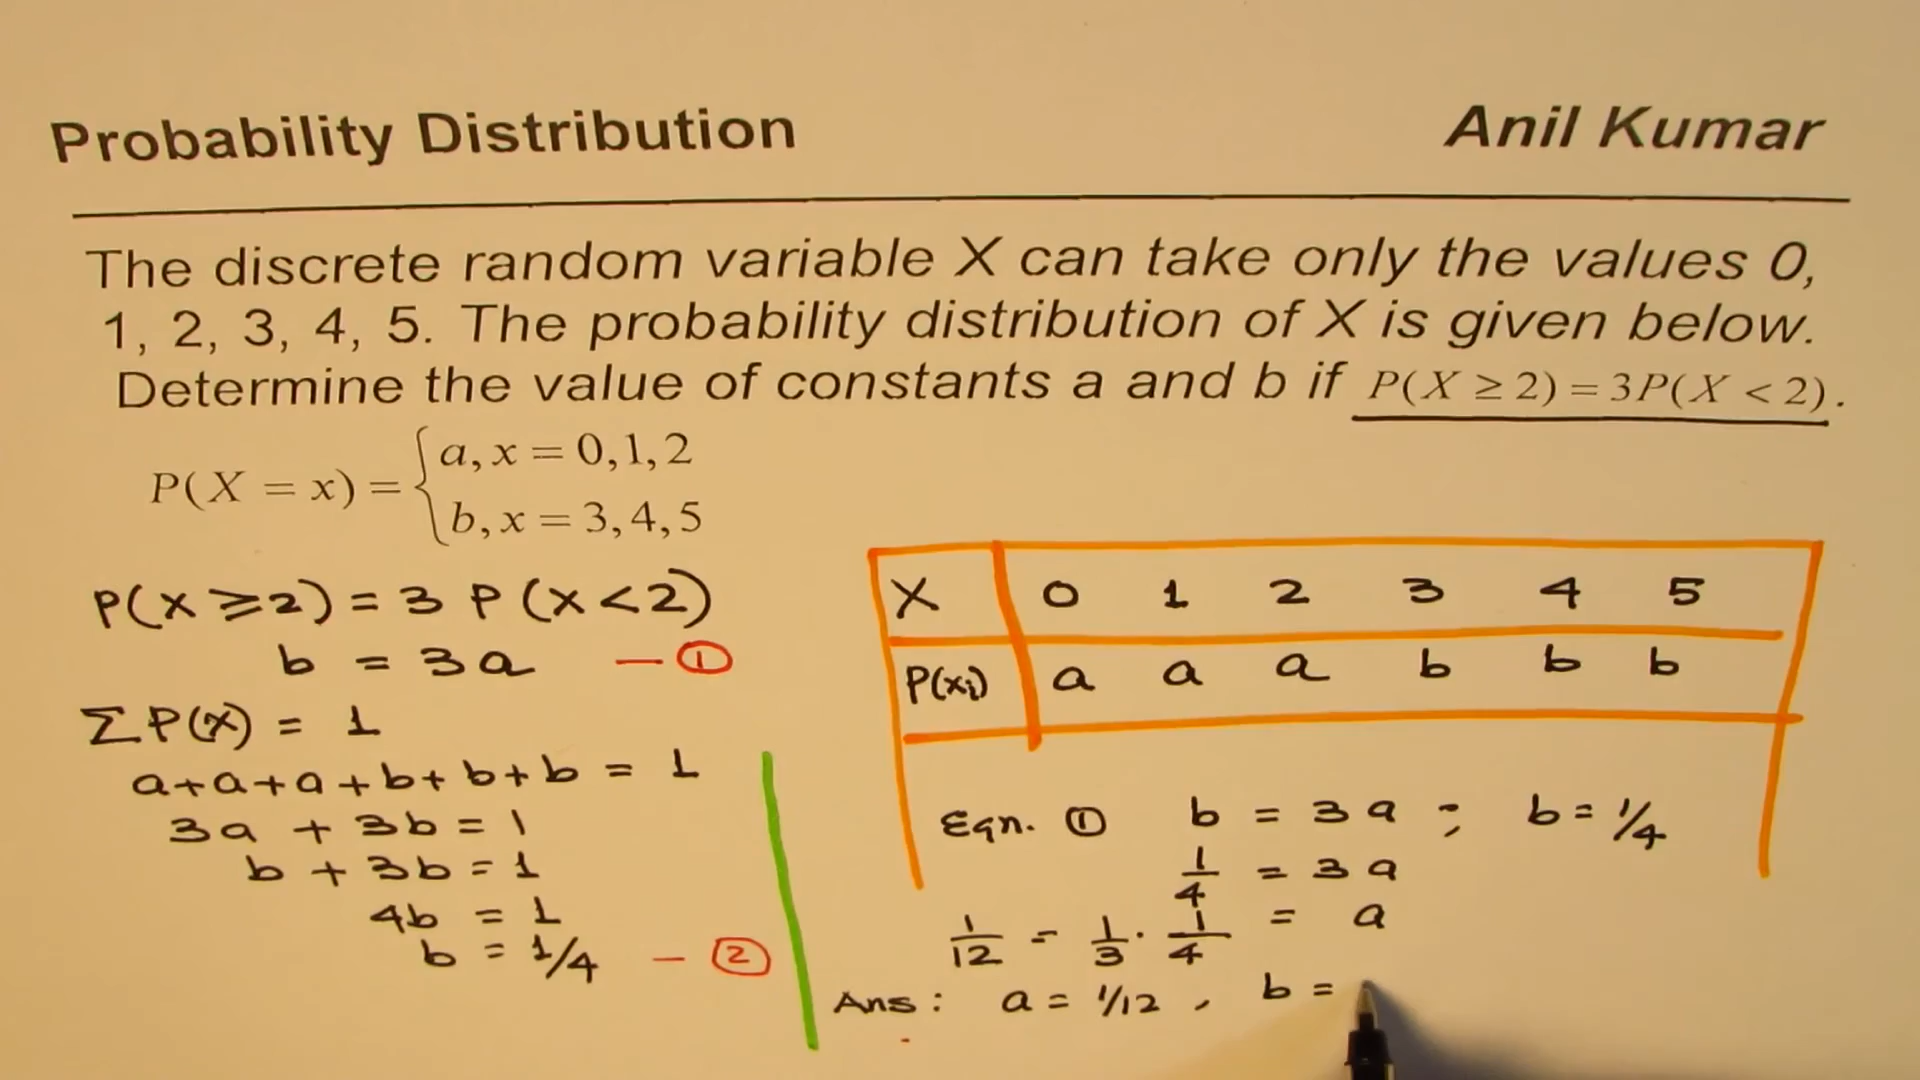 Probability Distribution
Anil Kumar
The discrete random variable X can take only the values 0,
1, 2, 3, 4, 5. The probability distribution of X is given below.
Determine the value of constants a and b if P(X ≥ 2) = 3P(X < 2).
P(X = x) = { a, x = 0, 1, 2
b, x = 3, 4, 5
P(X ≥ 2) = 3 P (X < 2)
b = 3a — ①
Σ P(X) = 1
a + a + a + b + b + b = 1
3a + 3b = 1
b + 3b = 1
4b = 1
b = 1/4 — ②
X 0 1 2 3 4 5
P(xi) a a a b b b
Eqn. ① b = 3a ; b = 1/4
1/4 = 3a
1/12 = 1/3 · 1/4 = a
Ans : a = 1/12 , b =